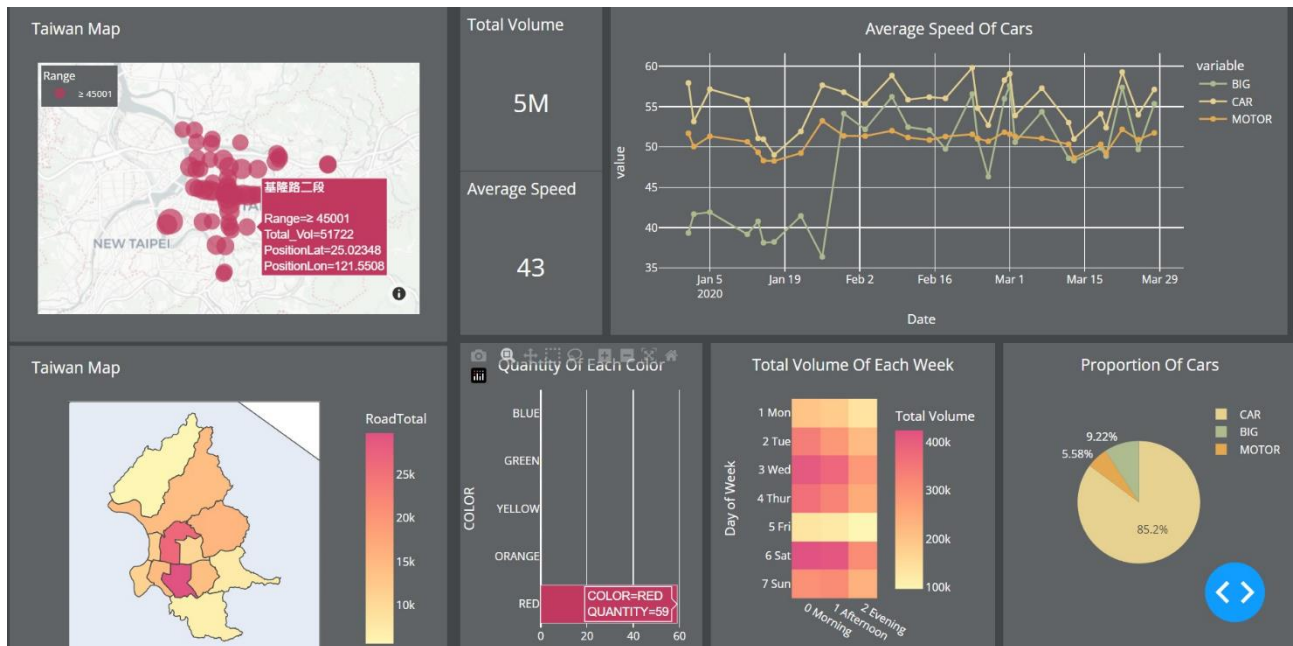 Taiwan Map
Range
≥ 45001
基隆路二段
Range=≥ 45001
Total_Vol=51722
PositionLat=25.02348
PositionLon=121.5508
TA
NEW TAIPEI
Total Volume
5M
Average Speed
43
Average Speed Of Cars
variable
BIG
CAR
MOTOR
value
60
55
50
45
40
35
Jan 5
2020
Jan 19
Feb 2
Feb 16
Mar 1
Mar 15
Mar 29
Date
Taiwan Map
RoadTotal
25k
20k
15k
10k
Quantity Of Each Color
COLOR
BLUE
GREEN
YELLOW
ORANGE
RED
COLOR=RED
QUANTITY=59
0
20
40
60
Total Volume Of Each Week
Day of Week
1 Mon
2 Tue
3 Wed
4 Thur
5 Fri
6 Sat
7 Sun
0 Morning
1 Afternoon
2 Evening
Total Volume
400k
300k
200k
100k
Proportion Of Cars
CAR
BIG
MOTOR
9.22%
5.58%
85.2%